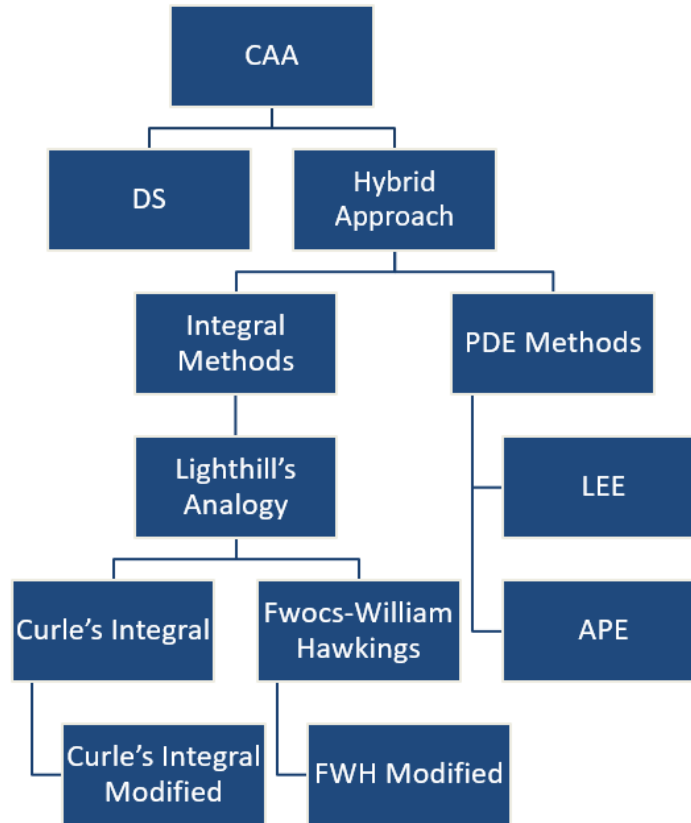 CAA
DS
Hybrid
Approach
Integral
Methods
PDE Methods
Lighthill's
Analogy
LEE
Curle's Integral
Fwocs-William
Hawkings
APE
Curle's Integral
Modified
FWH Modified